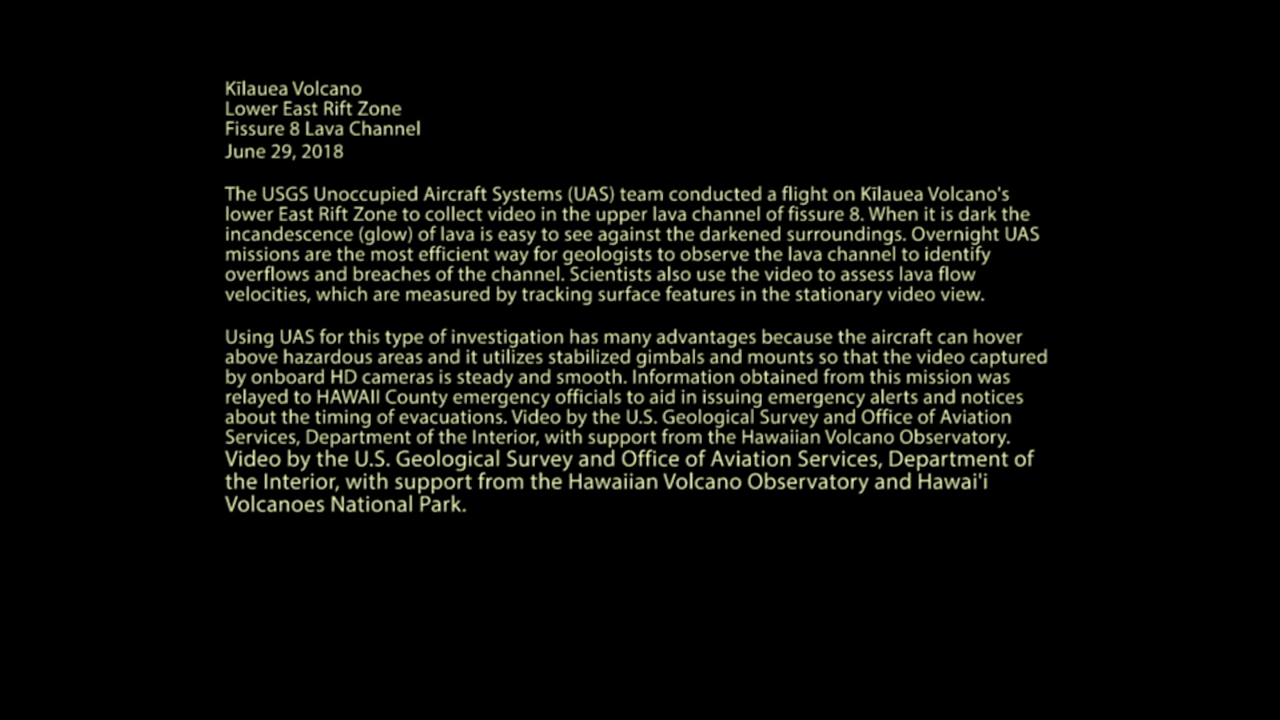 Kīlauea Volcano
Lower East Rift Zone
Fissure 8 Lava Channel
June 29, 2018
The USGS Unoccupied Aircraft Systems (UAS) team conducted a flight on Kīlauea Volcano's
lower East Rift Zone to collect video in the upper lava channel of fissure 8. When it is dark the
incandescence (glow) of lava is easy to see against the darkened surroundings. Overnight UAS
missions are the most efficient way for geologists to observe the lava channel to identify
overflows and breaches of the channel. Scientists also use the video to assess lava flow
velocities, which are measured by tracking surface features in the stationary video view.
Using UAS for this type of investigation has many advantages because the aircraft can hover
above hazardous areas and it utilizes stabilized gimbals and mounts so that the video captured
by onboard HD cameras is steady and smooth. Information obtained from this mission was
relayed to HAWAII County emergency officials to aid in issuing emergency alerts and notices
about the timing of evacuations. Video by the U.S. Geological Survey and Office of Aviation
Services, Department of the Interior, with support from the Hawaiian Volcano Observatory.
Video by the U.S. Geological Survey and Office of Aviation Services, Department of
the Interior, with support from the Hawaiian Volcano Observatory and Hawai'i
Volcanoes National Park.